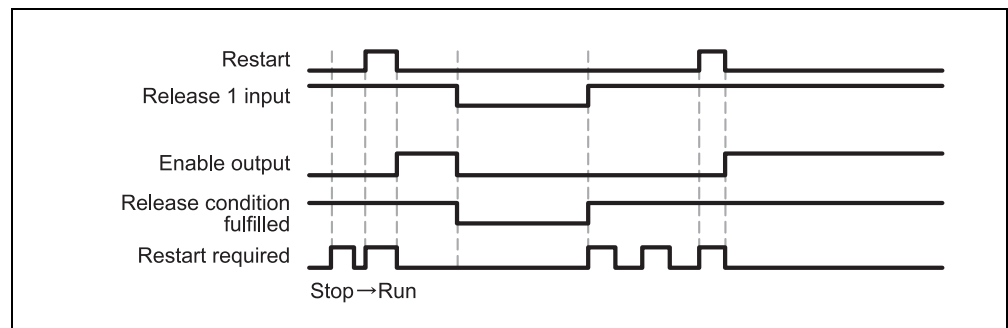 Restart
Release 1 input
Enable output
Release condition
fulfilled
Restart required
Stop→Run